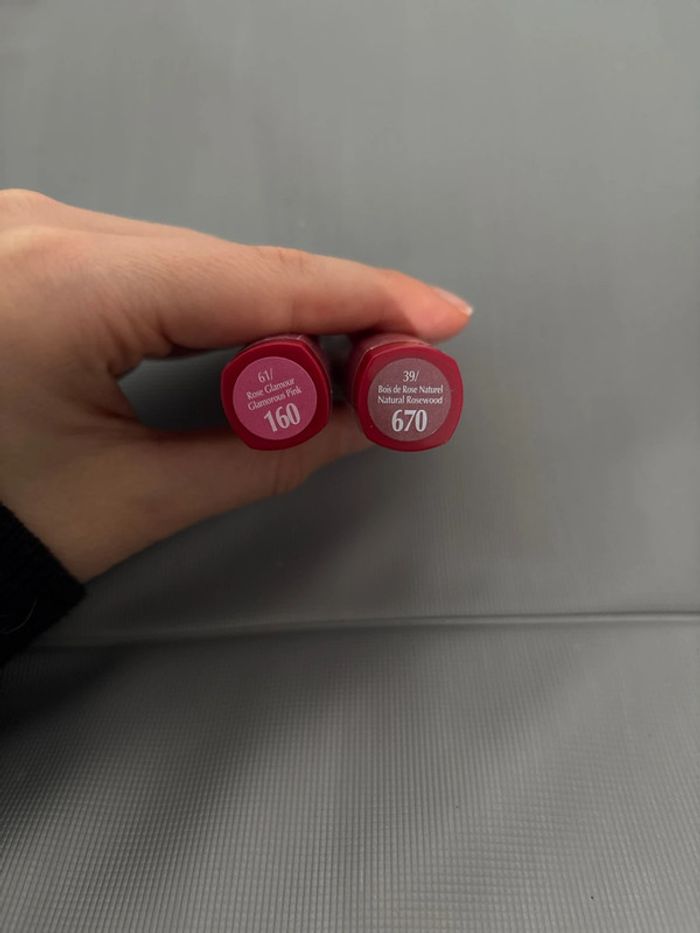 61/
Rose Glamour
Glamorous Pink
160
39/
Bois de Rose Naturel
Natural Rosewood
670